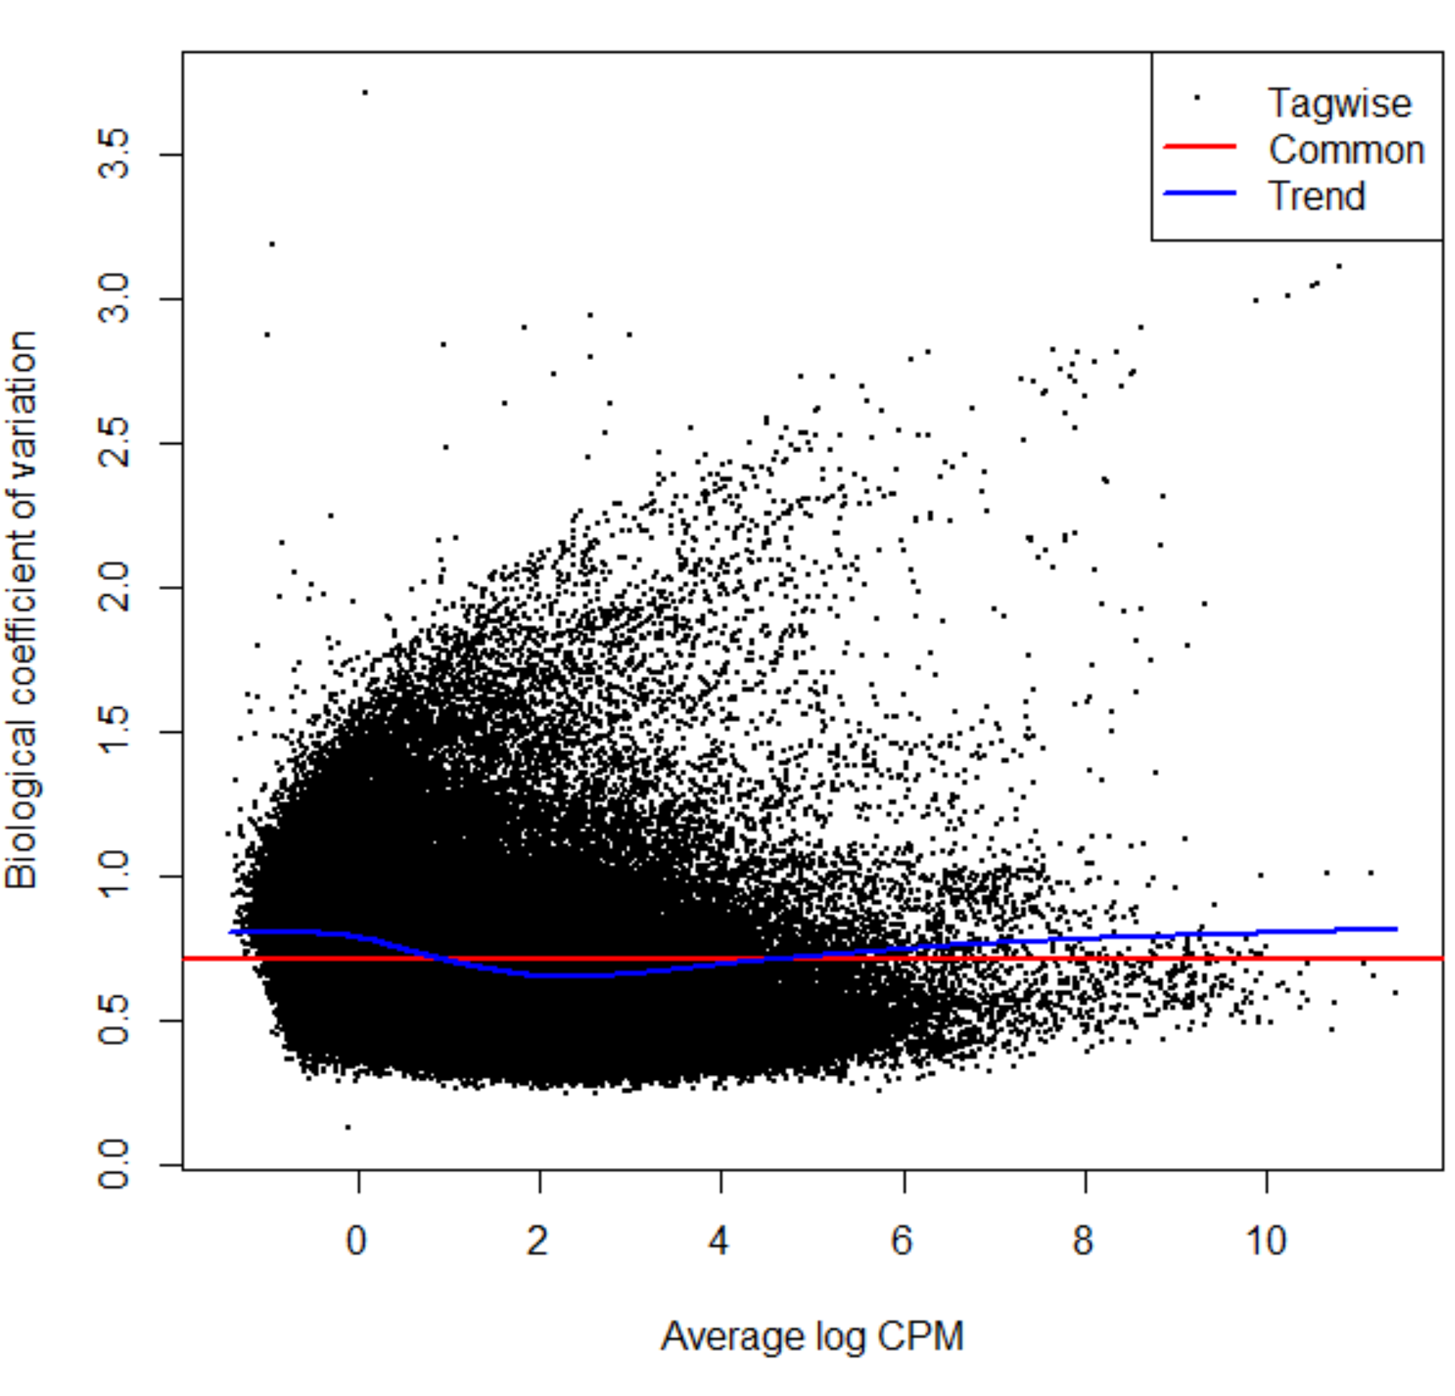 Tagwise
Common
Trend
Biological coefficient of variation
3.5
3.0
2.5
2.0
1.5
1.0
0.5
0.0
0 2 4 6 8 10
Average log CPM